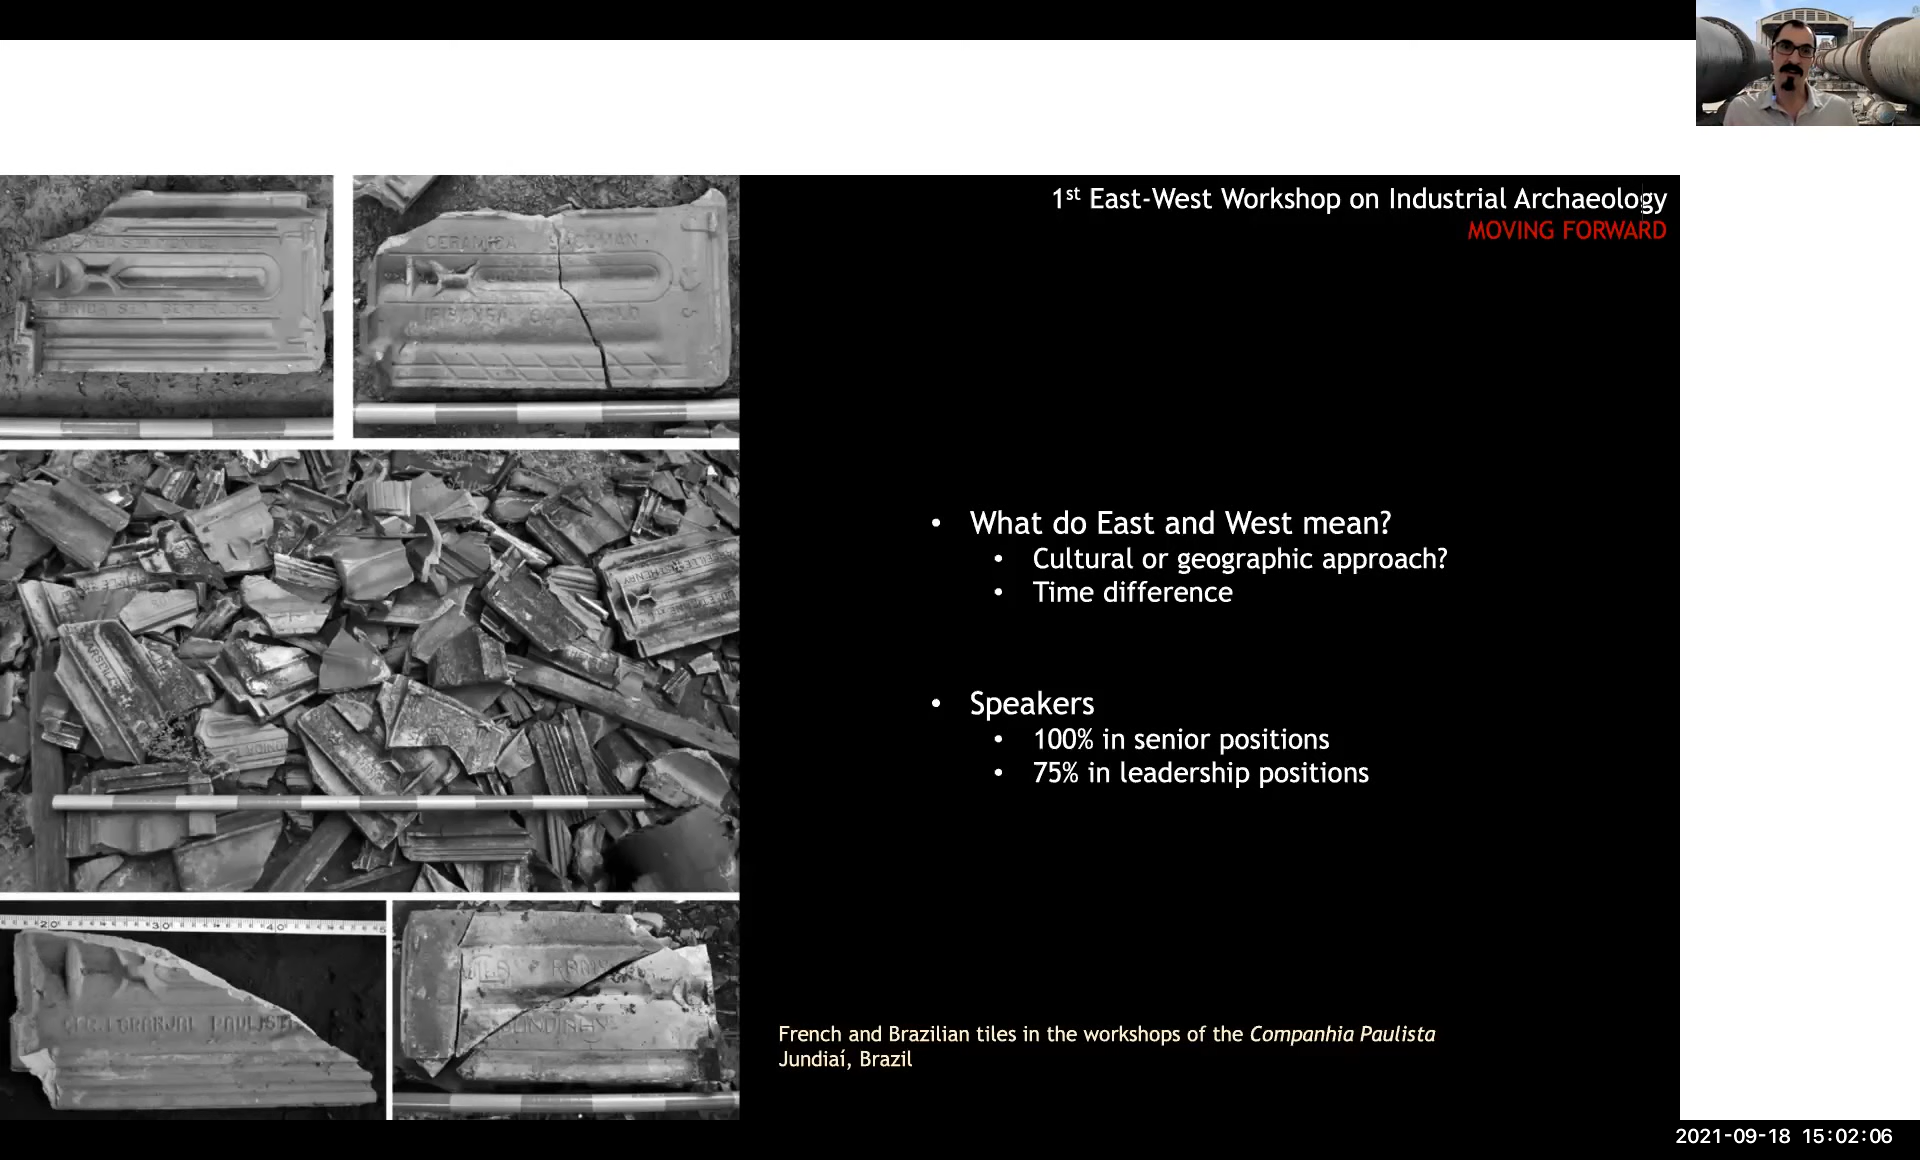 1st East-West Workshop on Industrial Archaeology
MOVING FORWARD
CERAMICA
• What do East and West mean?
• Cultural or geographic approach?
• Time difference
• Speakers
• 100% in senior positions
• 75% in leadership positions
PAULISTA
French and Brazilian tiles in the workshops of the Companhia Paulista
Jundiaí, Brazil
2021-09-18 15:02:06